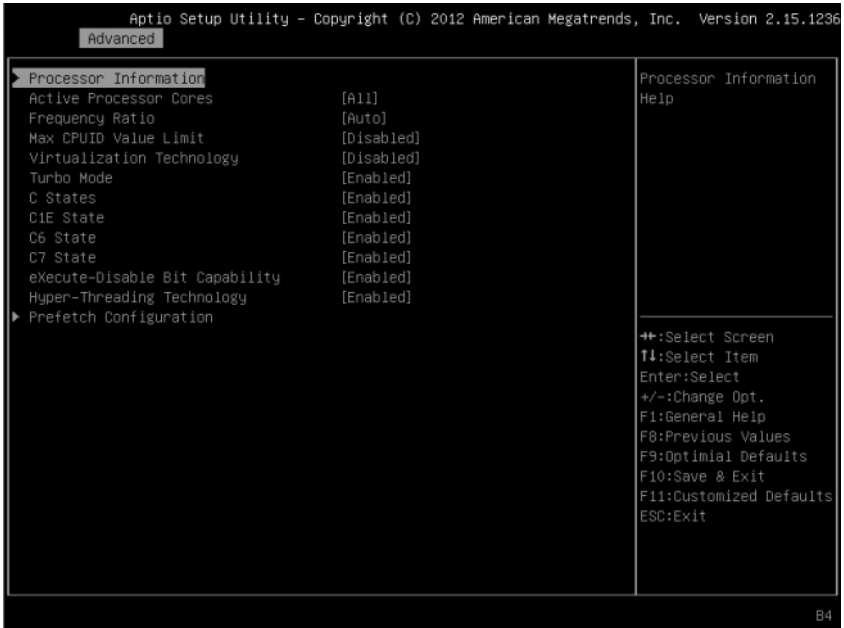 Aptio Setup Utility – Copyright (C) 2012 American Megatrends, Inc. Version 2.15.1236
Advanced
Processor Information
Active Processor Cores [All]
Frequency Ratio [Auto]
Max CPUID Value Limit [Disabled]
Virtualization Technology [Disabled]
Turbo Mode [Enabled]
C States [Enabled]
C1E State [Enabled]
C6 State [Enabled]
C7 State [Enabled]
eXecute-Disable Bit Capability [Enabled]
Hyper-Threading Technology [Enabled]
Prefetch Configuration
Processor Information
Help
→←:Select Screen
↑↓:Select Item
Enter:Select
+/-:Change Opt.
F1:General Help
F8:Previous Values
F9:Optimial Defaults
F10:Save & Exit
F11:Customized Defaults
ESC:Exit
B4